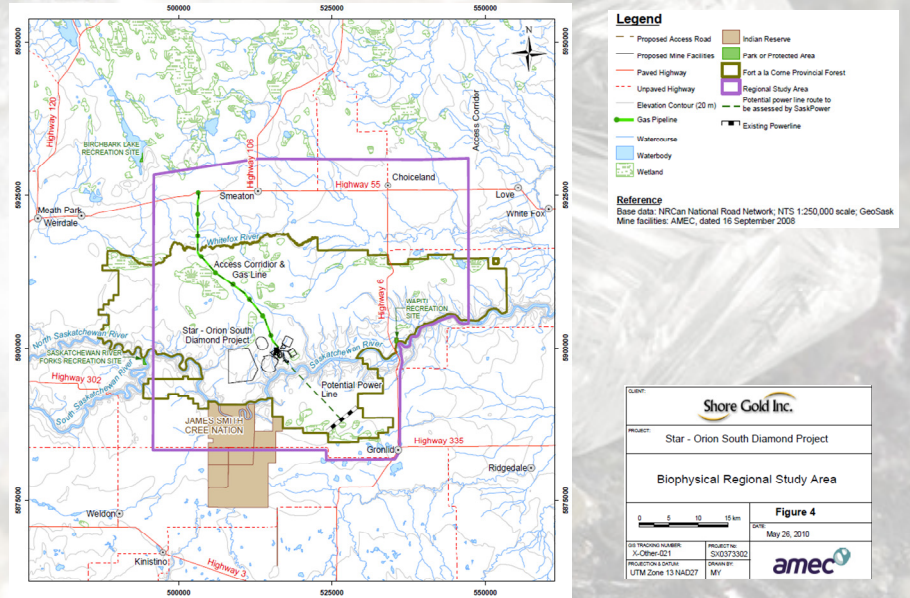 500000
525000
550000
5950000
5950000
N
Highway 120
BIRCHBARK LAKE
RECREATION SITE
Highway 106
Access Corridor
Choiceland
Highway 55
Smeaton
Love
5925000
5925000
Meath Park
Weirdale
White Fox
Whitefox River
Access Corridior &
Gas Line
Highway 6
WAPITI
RECREATION
SITE
Star - Orion South
Diamond Project
North Saskatchewan River
Saskatchewan River
5900000
5900000
SASKATCHEWAN RIVER
FORKS RECREATION SITE
Highway 302
South Saskatchewan River
Potential Power
Line
JAMES SMITH
CREE NATION
Gronlid
Highway 335
Ridgedale
5875000
5875000
Weldon
Kinistino
Highway 3
500000
525000
550000
Legend
Proposed Access Road
Proposed Mine Facilities
Paved Highway
Unpaved Highway
Elevation Contour (20 m)
Gas Pipeline
Watercourse
Waterbody
Wetland
Indian Reserve
Park or Protected Area
Fort a la Corne Provincial Forest
Regional Study Area
Potential power line route to
be assessed by SaskPower
Existing Powerline
Reference
Base data: NRCan National Road Network; NTS 1:250,000 scale; GeoSask
Mine facilities: AMEC, dated 16 September 2008
CLIENT:
Shore Gold Inc.
PROJECT:
Star - Orion South Diamond Project
Biophysical Regional Study Area
0 5 10 15 km
Figure 4
DATE:
May 26, 2010
GIS TRACKING NUMBER:
X-Other-021
PROJECT No:
SX0373302
PROJECTION & DATUM:
UTM Zone 13 NAD27
DRAWN BY:
MY
amec